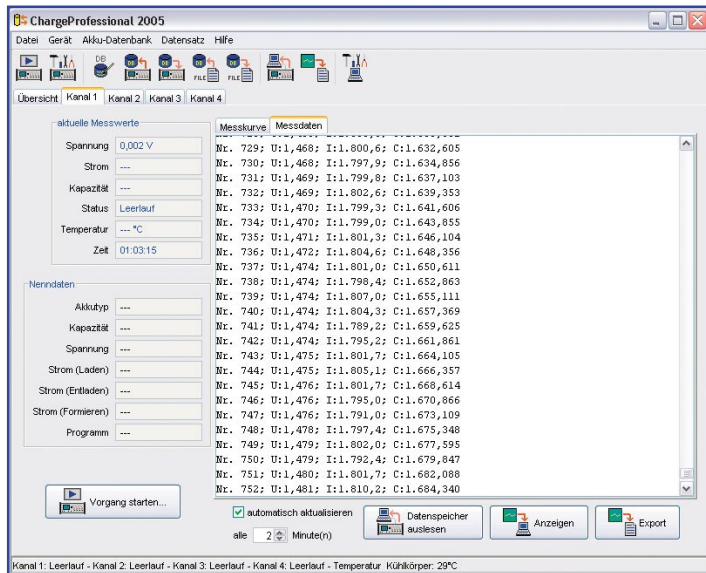 ChargeProfessional 2005
Datei Gerät Akku-Datenbank Datensatz Hilfe
DB
FILE FILE
Übersicht Kanal 1 Kanal 2 Kanal 3 Kanal 4
aktuelle Messwerte
Spannung 0,002 V
Strom ---
Kapazität ---
Status Leerlauf
Temperatur --- °C
Zeit 01:03:15
Nenndaten
Akkutyp ---
Kapazität ---
Spannung ---
Strom (Laden) ---
Strom (Entladen) ---
Strom (Formieren) ---
Programm ---
Vorgang starten...
Messkurve Messdaten
Nr. 729; U:1,468; I:1.800,6; C:1.632,605
Nr. 730; U:1,468; I:1.797,9; C:1.634,856
Nr. 731; U:1,469; I:1.799,8; C:1.637,103
Nr. 732; U:1,469; I:1.802,6; C:1.639,353
Nr. 733; U:1,470; I:1.799,3; C:1.641,606
Nr. 734; U:1,470; I:1.799,0; C:1.643,855
Nr. 735; U:1,471; I:1.801,3; C:1.646,104
Nr. 736; U:1,472; I:1.804,6; C:1.648,356
Nr. 737; U:1,474; I:1.801,0; C:1.650,611
Nr. 738; U:1,474; I:1.798,4; C:1.652,863
Nr. 739; U:1,474; I:1.807,0; C:1.655,111
Nr. 740; U:1,474; I:1.804,3; C:1.657,369
Nr. 741; U:1,474; I:1.789,2; C:1.659,625
Nr. 742; U:1,474; I:1.795,2; C:1.661,861
Nr. 743; U:1,475; I:1.801,7; C:1.664,105
Nr. 744; U:1,475; I:1.805,1; C:1.666,357
Nr. 745; U:1,476; I:1.801,7; C:1.668,614
Nr. 746; U:1,476; I:1.795,0; C:1.670,866
Nr. 747; U:1,476; I:1.791,0; C:1.673,109
Nr. 748; U:1,478; I:1.797,4; C:1.675,348
Nr. 749; U:1,479; I:1.802,0; C:1.677,595
Nr. 750; U:1,479; I:1.792,4; C:1.679,847
Nr. 751; U:1,480; I:1.801,7; C:1.682,088
Nr. 752; U:1,481; I:1.810,2; C:1.684,340
automatisch aktualisieren
alle 2 Minute(n)
Datenspeicher
auslesen
Anzeigen
Export
Kanal 1: Leerlauf - Kanal 2: Leerlauf - Kanal 3: Leerlauf - Kanal 4: Leerlauf - Temperatur Kühlkörper: 29°C